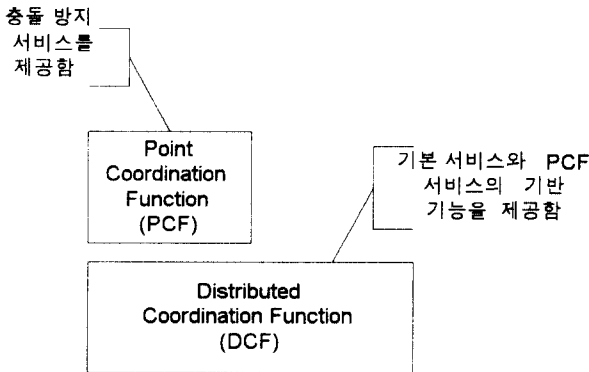 충돌 방지
서비스를
제공함
Point
Coordination
Function
(PCF)
기본 서비스와 PCF
서비스의 기반
기능을 제공함
Distributed
Coordination Function
(DCF)